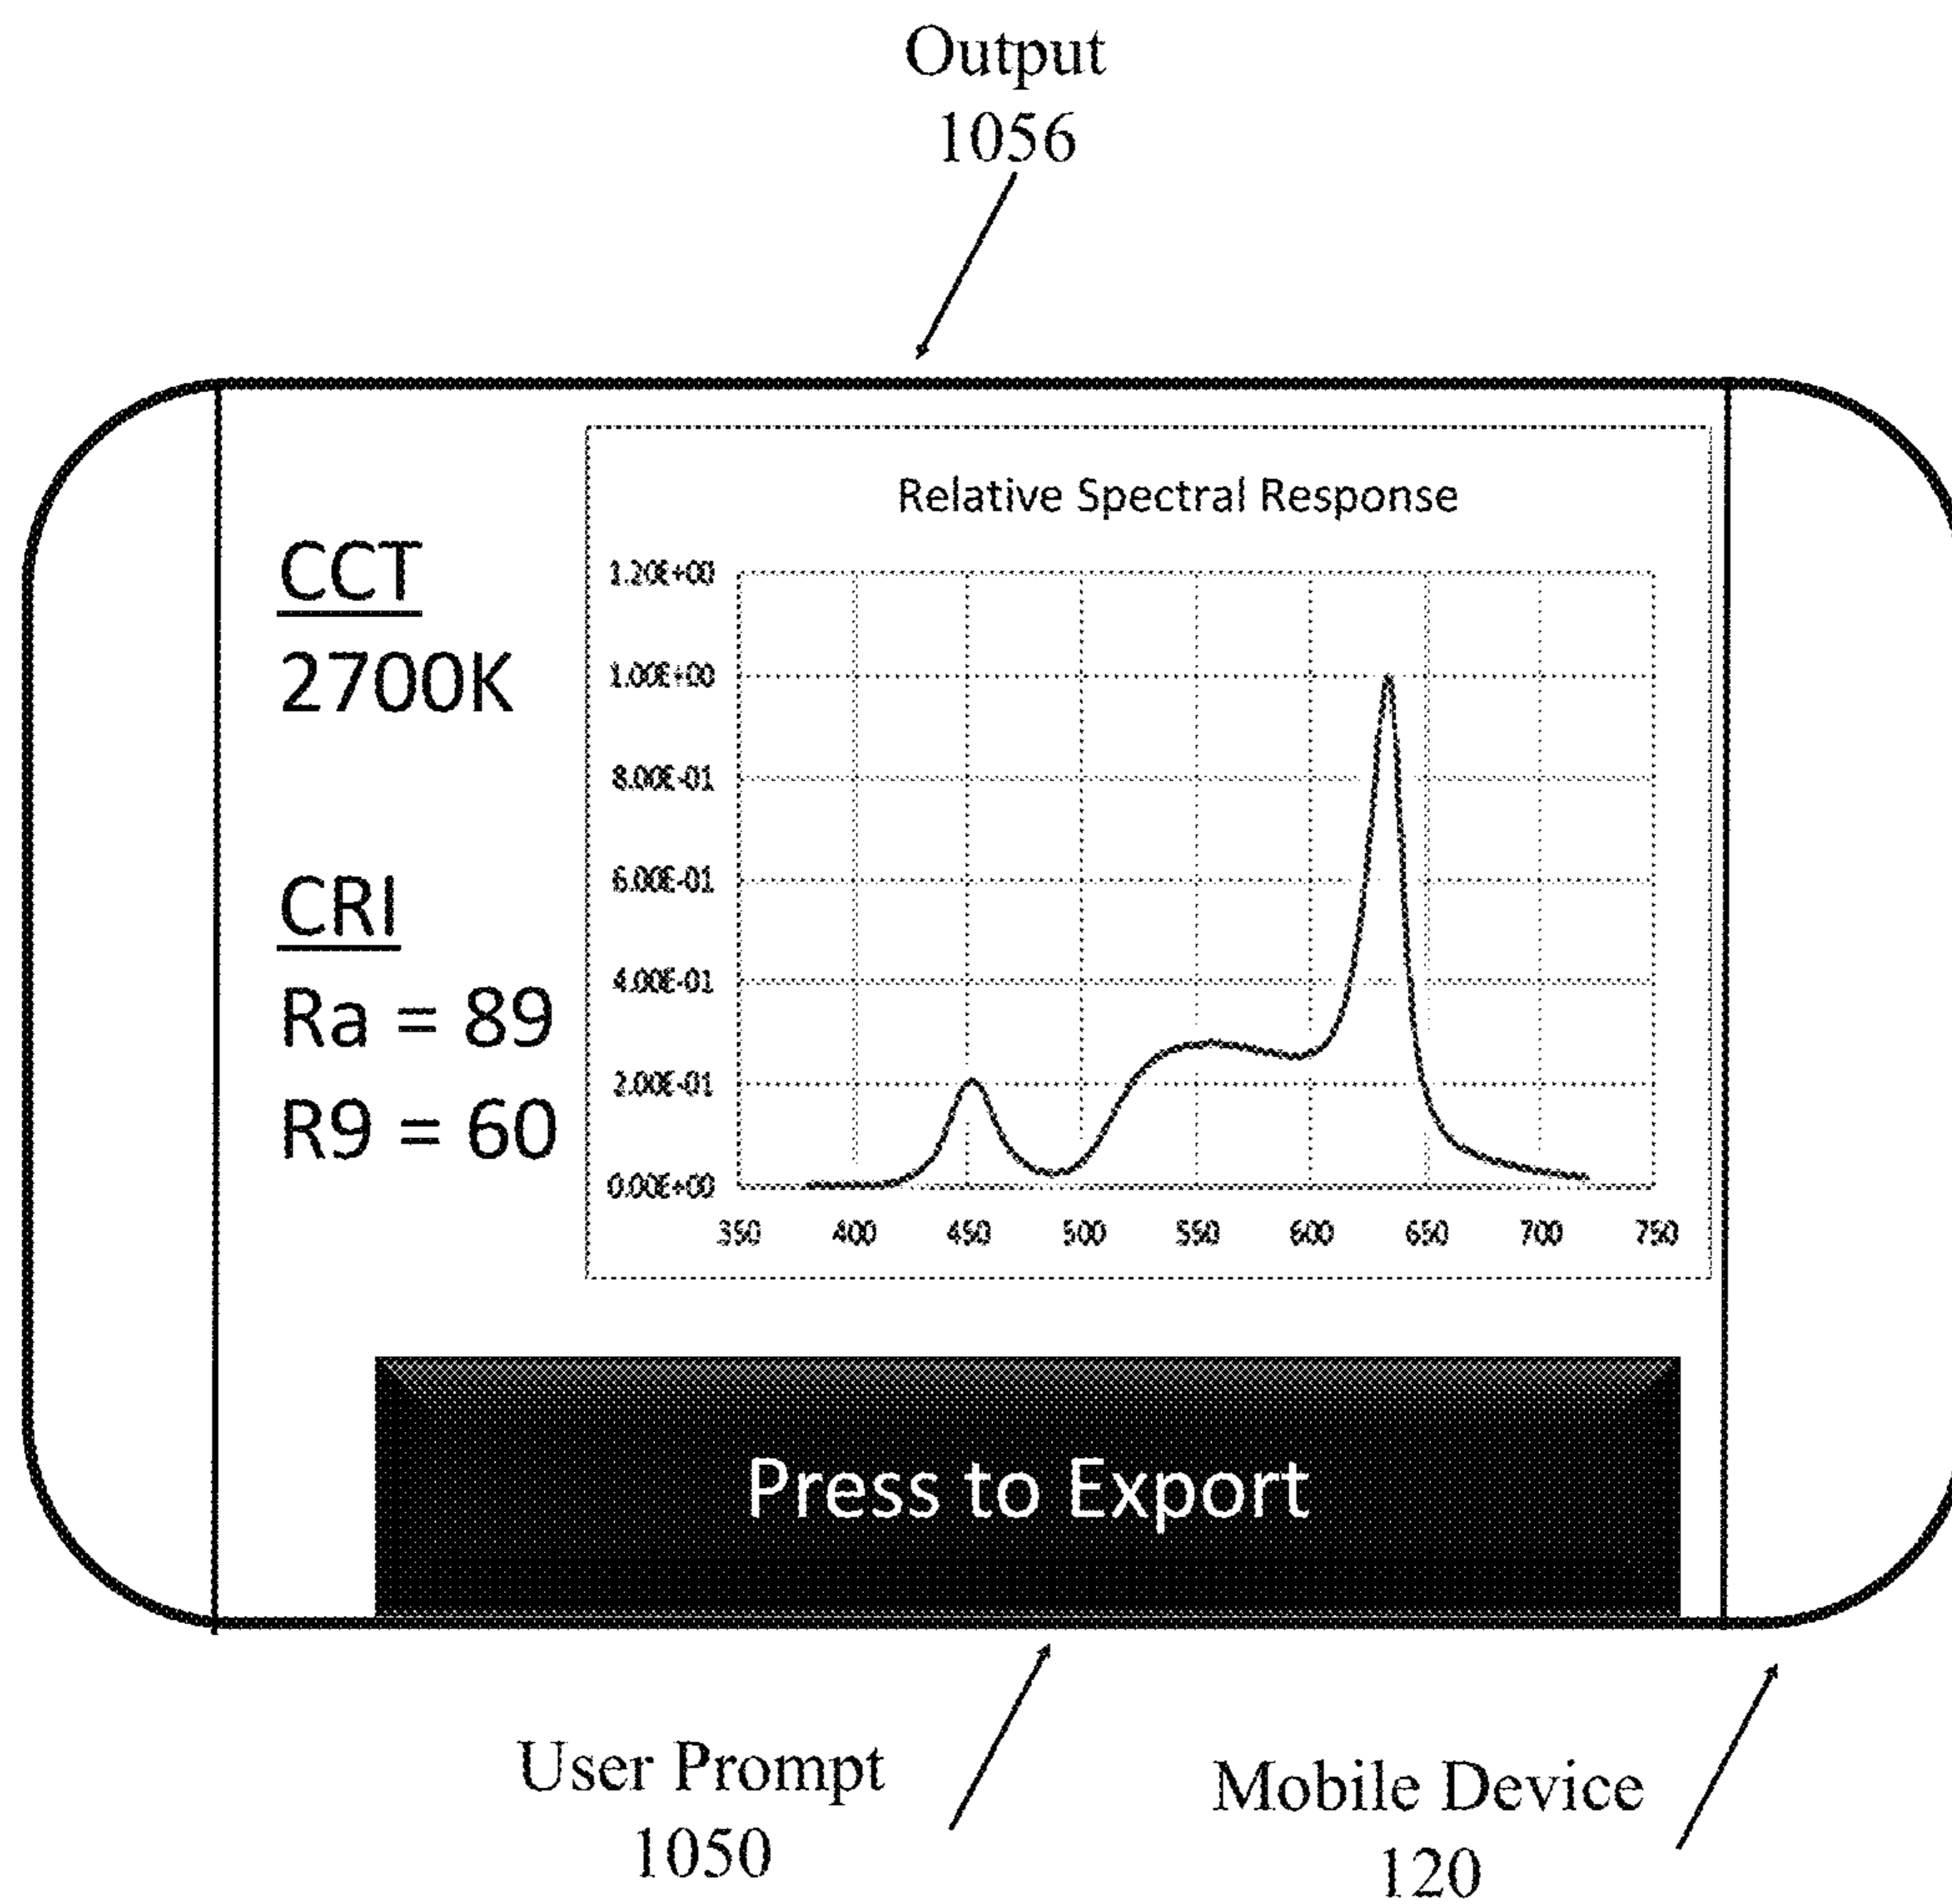 Output
1056
CCT
2700K
CRI
Ra = 89
R9 = 60
Relative Spectral Response
1.20E+00
1.00E+00
8.00E-01
6.00E-01
4.00E-01
2.00E-01
0.00E+00
350 400 450 500 550 600 650 700 750
Press to Export
User Prompt
1050
Mobile Device
120